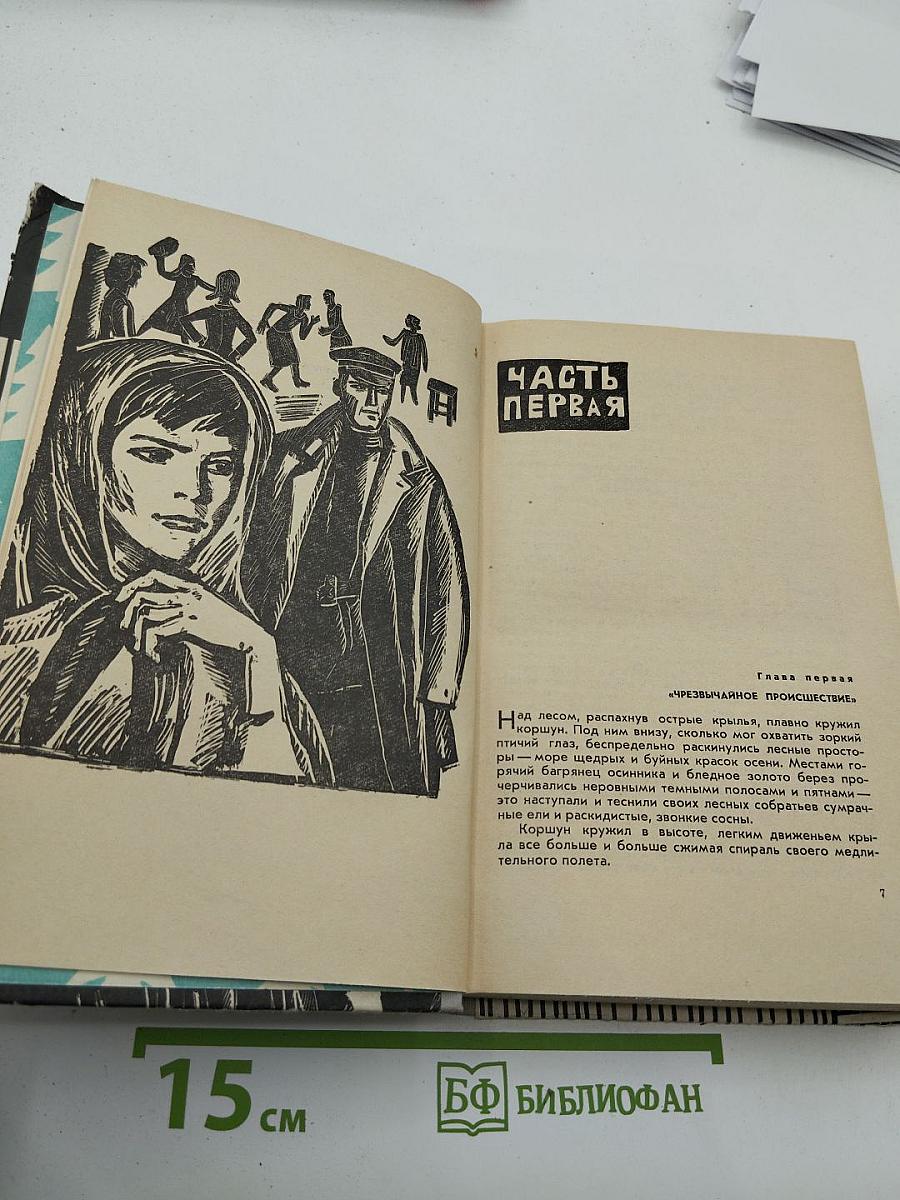 ЧАСТЬ
ПЕРВАЯ
Глава первая
«ЧРЕЗВЫЧАЙНОЕ ПРОИСШЕСТВИЕ»
Над лесом, распахнув острые крылья, плавно кружил
коршун. Под ним внизу, сколько мог охватить зоркий
птичий глаз, беспредельно раскинулись лесные просто-
ры — море щедрых и буйных красок осени. Местами го-
рячий багрянец осинника и бледное золото берез про-
черчивались неровными темными полосами и пятнами —
это наступали и теснили своих лесных собратьев сумрач-
ные ели и раскидистые, звонкие сосны.
Коршун кружил в высоте, легким движеньем кры-
ла все больше и больше сжимая спираль своего медли-
тельного полета.
7
15 см
БФ БИБЛИОФАН